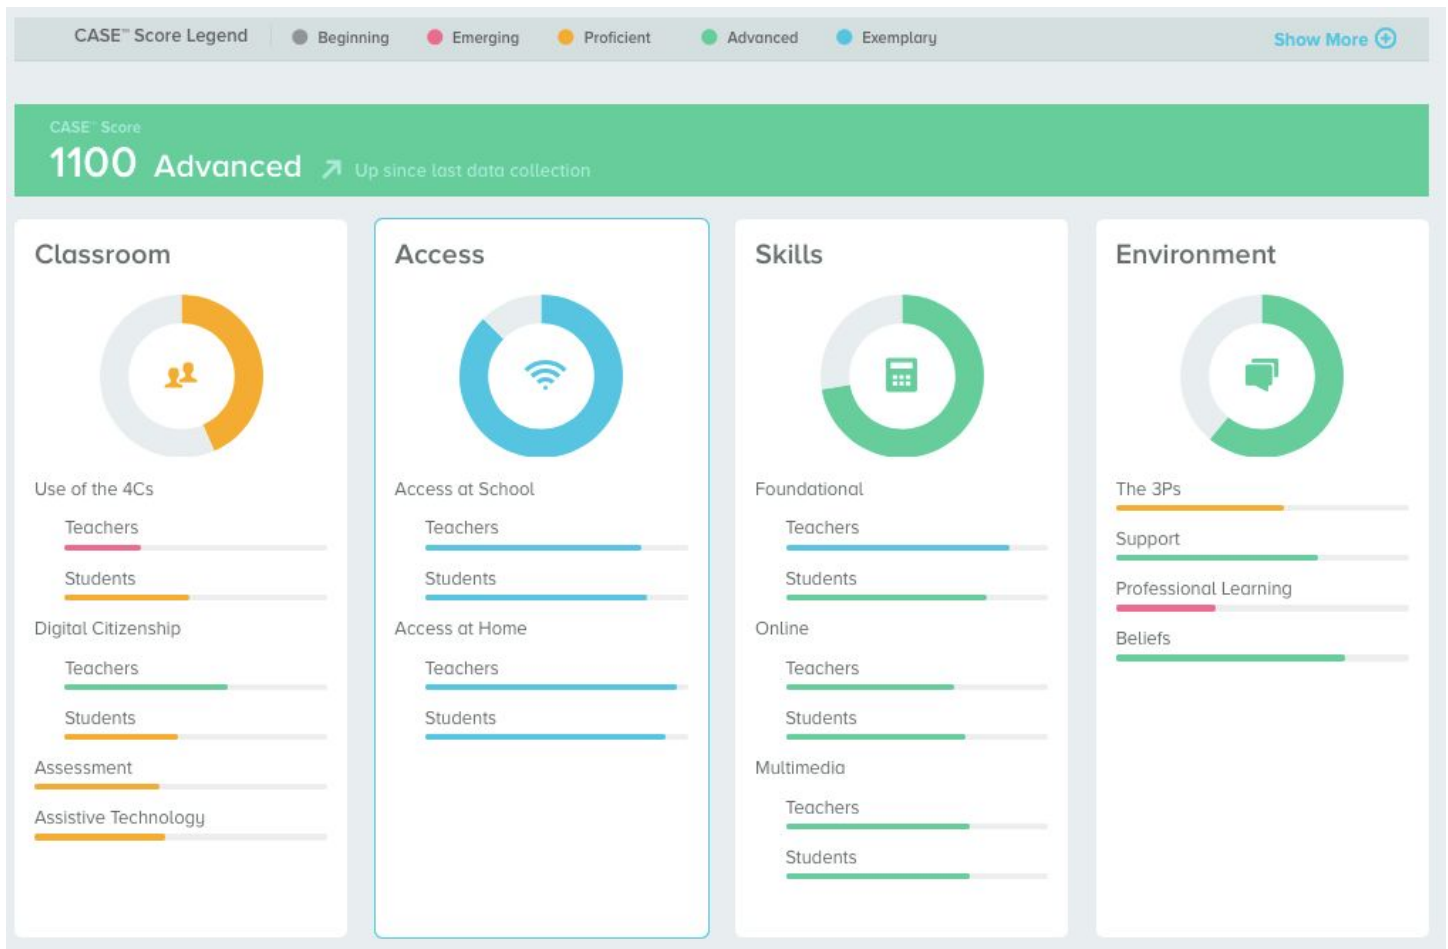 CASE™ Score Legend
Beginning
Emerging
Proficient
Advanced
Exemplary
Show More
CASE™ Score
1100 Advanced Up since last data collection
Classroom
Use of the 4Cs
Teachers
Students
Digital Citizenship
Teachers
Students
Assessment
Assistive Technology
Access
Access at School
Teachers
Students
Access at Home
Teachers
Students
Skills
Foundational
Teachers
Students
Online
Teachers
Students
Multimedia
Teachers
Students
Environment
The 3Ps
Support
Professional Learning
Beliefs